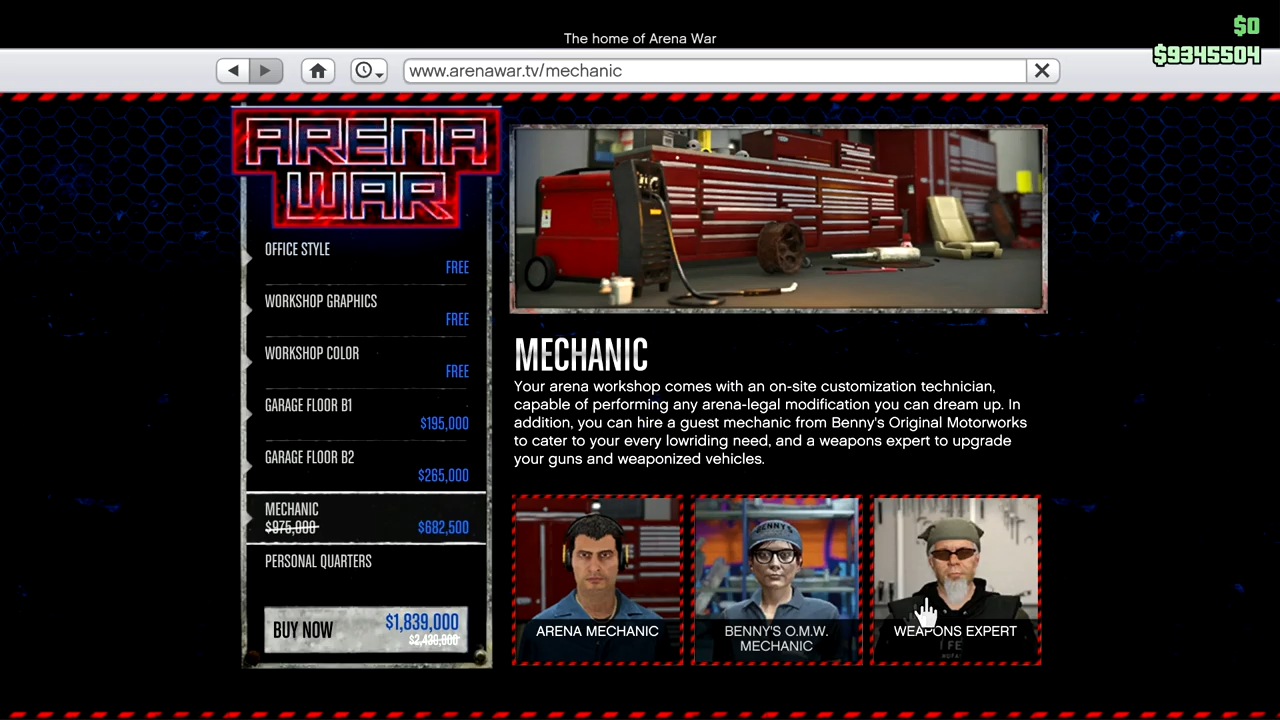 The home of Arena War
$0
$9345504
www.arenawar.tv/mechanic
ARENA
WAR
OFFICE STYLE
FREE
WORKSHOP GRAPHICS
FREE
WORKSHOP COLOR
FREE
GARAGE FLOOR B1
$195,000
GARAGE FLOOR B2
$265,000
MECHANIC
$975,000 $682,500
PERSONAL QUARTERS
BUY NOW $1,839,000
$2,430,000
MECHANIC
Your arena workshop comes with an on-site customization technician,
capable of performing any arena-legal modification you can dream up. In
addition, you can hire a guest mechanic from Benny's Original Motorworks
to cater to your every lowriding need, and a weapons expert to upgrade
your guns and weaponized vehicles.
ARENA MECHANIC
BENNY'S
BENNY'S O.M.W.
MECHANIC
WEAPONS EXPERT